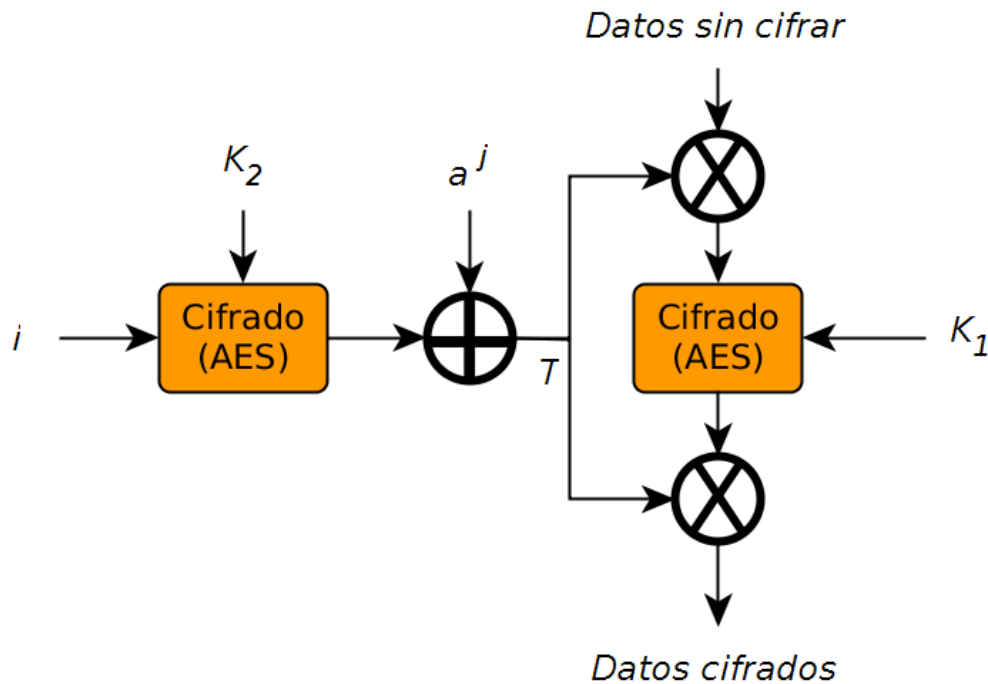 Datos sin cifrar
K2
a j
Cifrado
(AES)
Cifrado
(AES)
i
K1
T
Datos cifrados